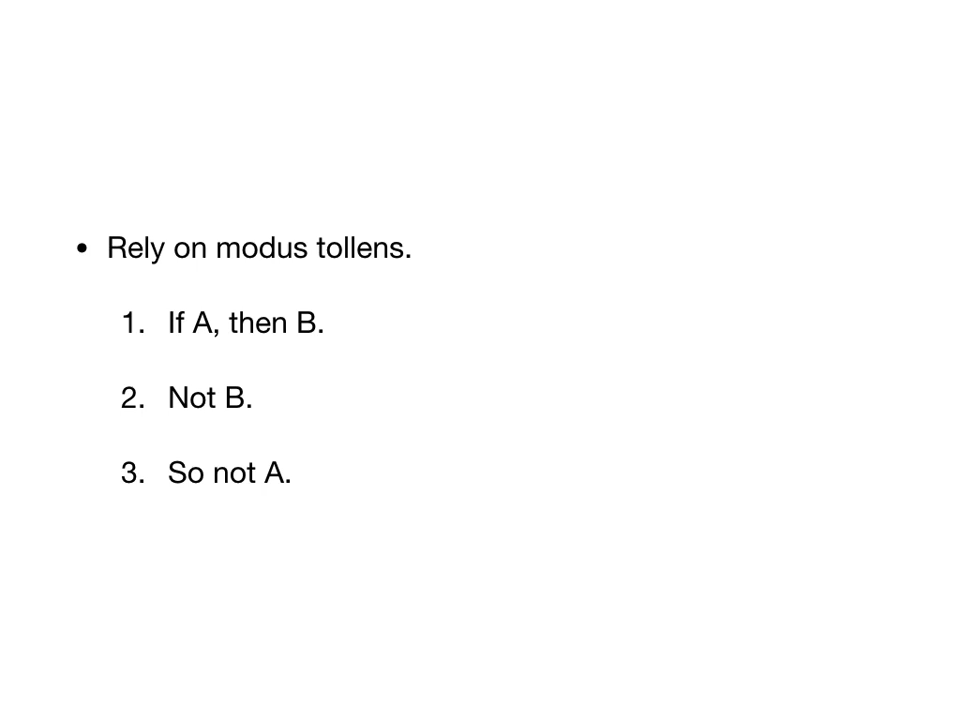 • Rely on modus tollens.
1. If A, then B.
2. Not B.
3. So not A.